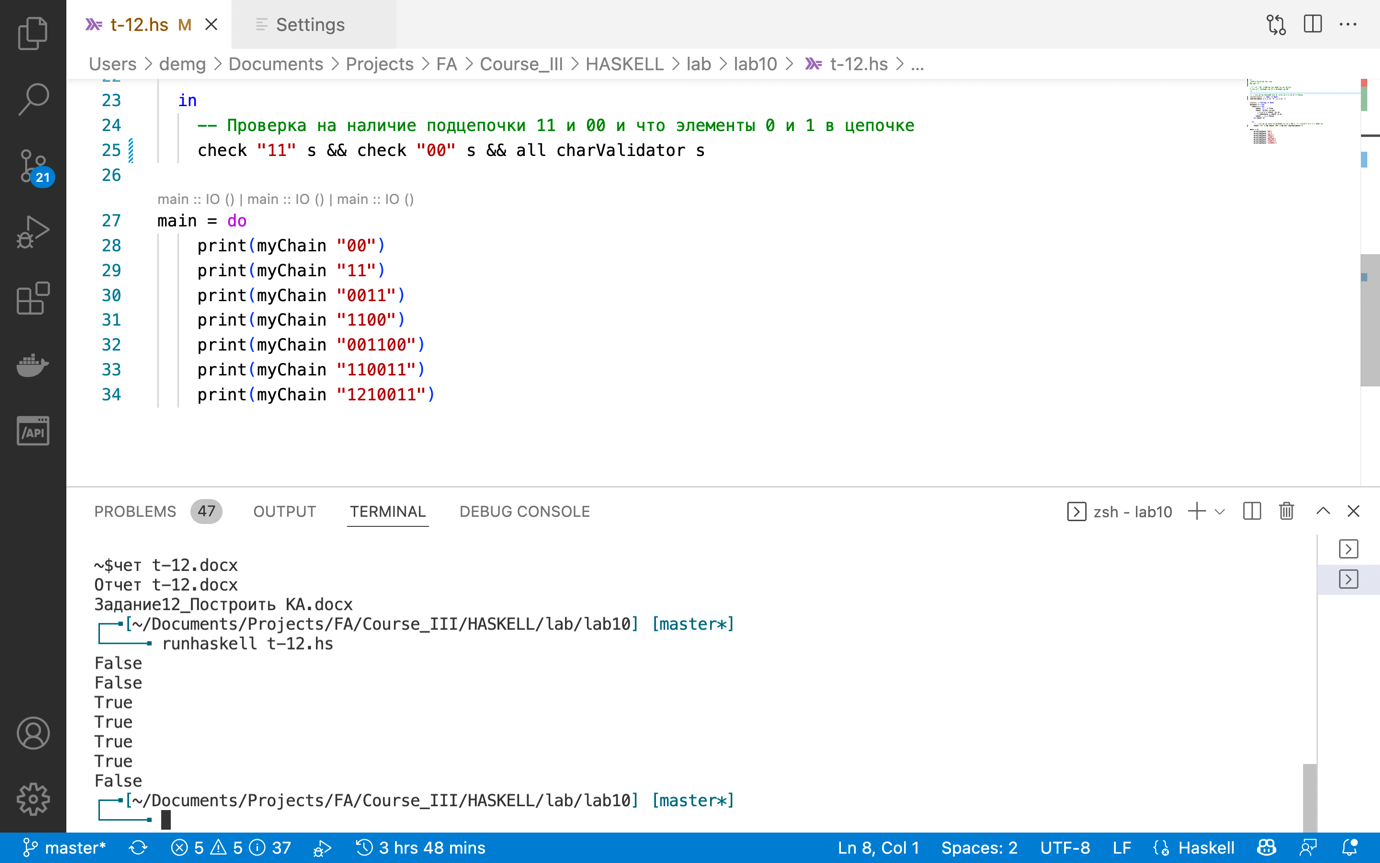 t-12.hs M
Settings
Users > demg > Documents > Projects > FA > Course_III > HASKELL > lab > lab10 > t-12.hs > ...
23 in
24 -- Проверка на наличие подцепочки 11 и 00 и что элементы 0 и 1 в цепочке
25 check "11" s && check "00" s && all charValidator s
26
main :: IO () | main :: IO () | main :: IO ()
27 main = do
28 print(myChain "00")
29 print(myChain "11")
30 print(myChain "0011")
31 print(myChain "1100")
32 print(myChain "001100")
33 print(myChain "110011")
34 print(myChain "1210011")
21
/API
PROBLEMS 47 OUTPUT TERMINAL DEBUG CONSOLE
zsh - lab10
~$чет t-12.docx
Отчет t-12.docx
Задание12_Построить КА.docx
[~/Documents/Projects/FA/Course_III/HASKELL/lab/lab10] [master*]
runhaskell t-12.hs
False
False
True
True
True
True
False
[~/Documents/Projects/FA/Course_III/HASKELL/lab/lab10] [master*]
master* 5 5 37 3 hrs 48 mins Ln 8, Col 1 Spaces: 2 UTF-8 LF Haskell